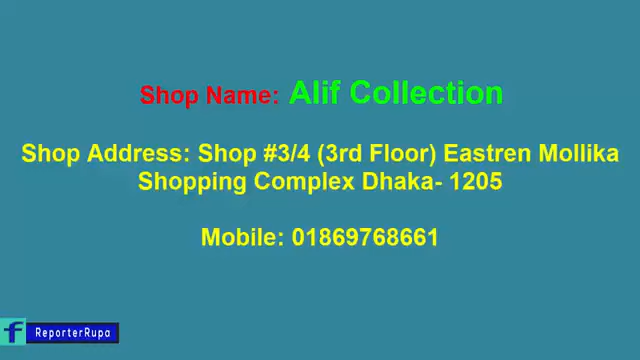 Shop Name: Alif Collection
Shop Address: Shop #3/4 (3rd Floor) Eastren Mollika
Shopping Complex Dhaka- 1205
Mobile: 01869768661
f ReporterRupa